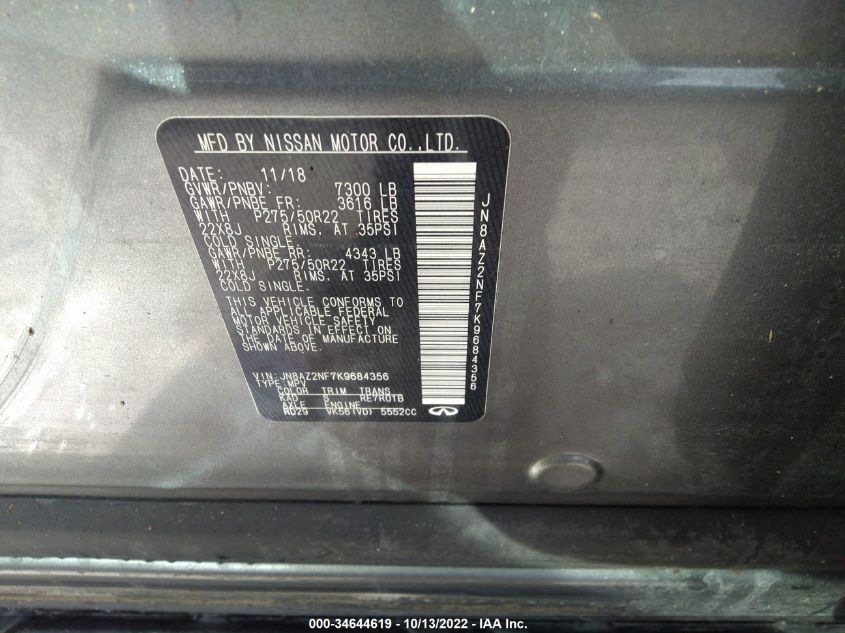 MFD BY NISSAN MOTOR CO.,LTD.
DATE: 11/18
GVWR/PNBV: 7300 LB
GAWR/PNBE FR: 3616 LB
WITH P275/50R22 TIRES
22X8J RIMS. AT 35PSI
COLD SINGLE.
GAWR/PNBE RR: 4343 LB
WITH P275/50R22 TIRES
22X8J RIMS. AT 35PSI
COLD SINGLE.
THIS VEHICLE CONFORMS TO
ALL APPLICABLE FEDERAL
MOTOR VEHICLE SAFETY
STANDARDS IN EFFECT ON
THE DATE OF MANUFACTURE
SHOWN ABOVE.
VIN: JN8AZ2NF7K9684356
TYPE:MPV
COLOR TRIM TRANS
KAD S RE7R01B
AXLE ENGINE
RD29 VK56(VD) 5552CC
JN8AZ2NF7K9684356
000-34644619 - 10/13/2022 - IAA Inc.